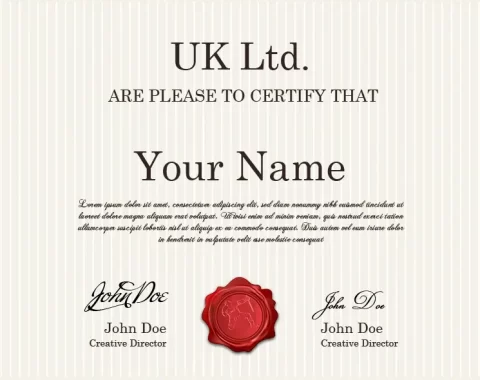 UK Ltd.
ARE PLEASE TO CERTIFY THAT
Your Name
Lorem ipsum dolor sit amet, consectetur adipiscing elit, sed diam nonummy nibh euismod tincidunt ut
laoreet dolore magna aliquam erat volutpat. Ut wisi enim ad minim veniam, quis nostrud exerci tation
ullamcorper suscipit lobortis nisl ut aliquip ex ea commodo consequat. Duis autem vel eum iriure dolor
in hendrerit in vulputate velit esse molestie consequat
John Doe
John Doe
John Doe
John Doe
Creative Director
Creative Director